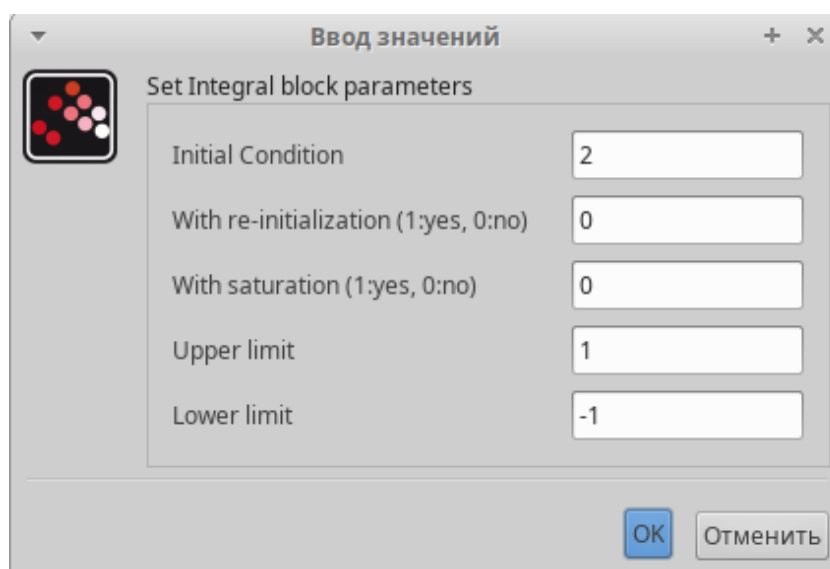 Ввод значений
Set Integral block parameters
Initial Condition 2
With re-initialization (1:yes, 0:no) 0
With saturation (1:yes, 0:no) 0
Upper limit 1
Lower limit -1
OK Отменить